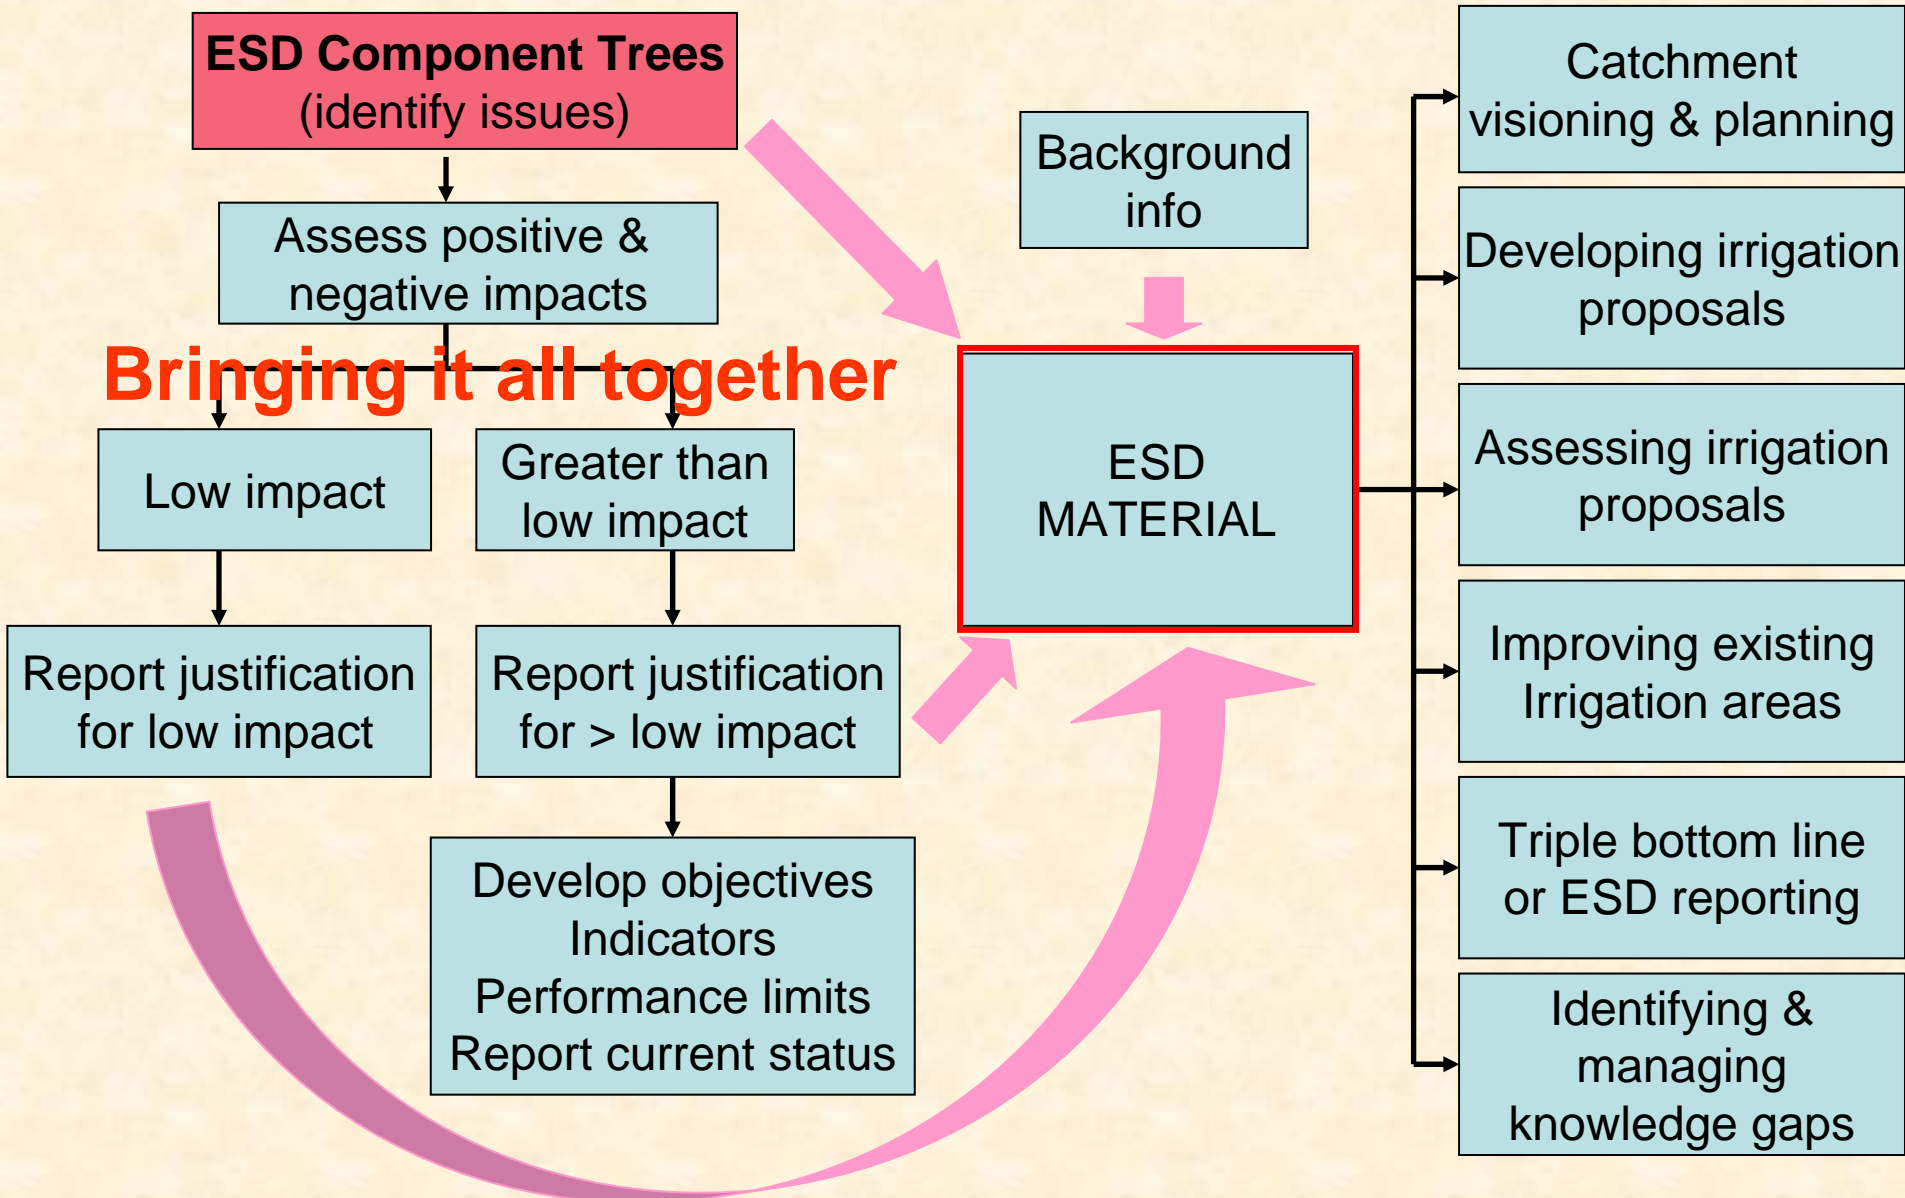 ESD Component Trees
(identify issues)
Assess positive &
negative impacts
Bringing it all together
Low impact
Greater than
low impact
Report justification
for low impact
Report justification
for > low impact
Develop objectives
Indicators
Performance limits
Report current status
Background
info
ESD
MATERIAL
Catchment
visioning & planning
Developing irrigation
proposals
Assessing irrigation
proposals
Improving existing
Irrigation areas
Triple bottom line
or ESD reporting
Identifying &
managing
knowledge gaps